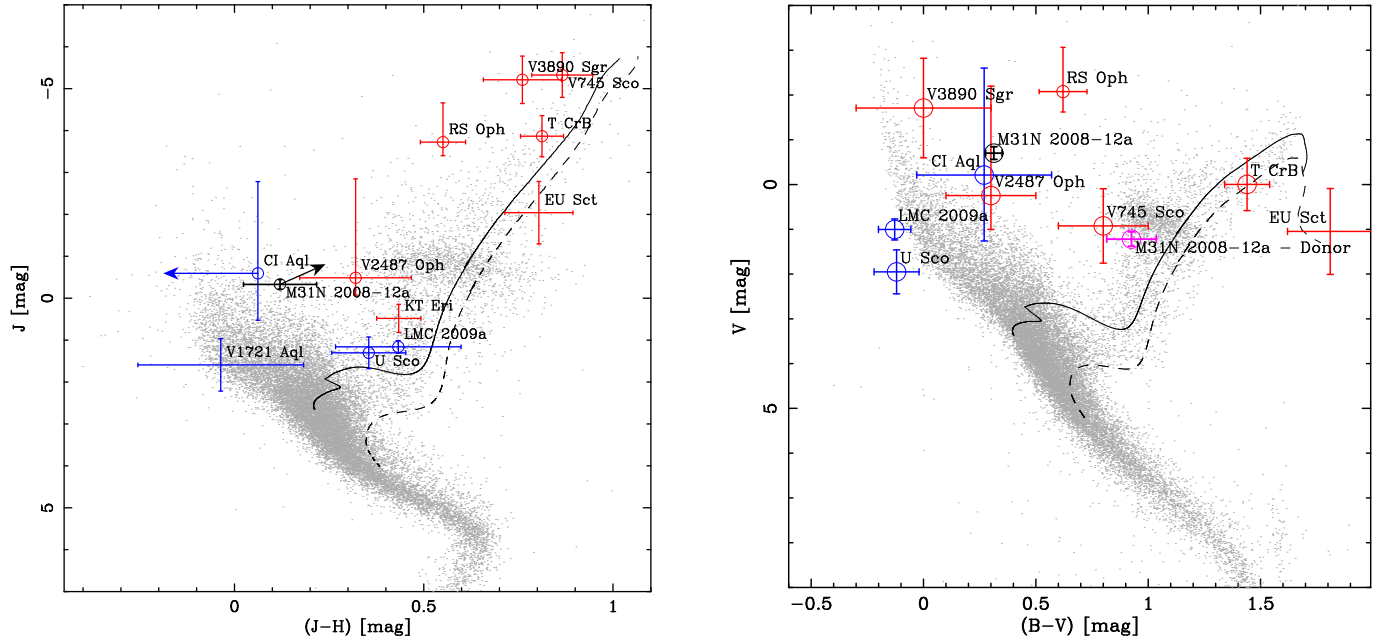 V3890 Sgr
V745 Sco
RS Oph
T CrB
EU Sct
CI Aql
V2487 Oph
M31N 2008-12a
KT Eri
LMC 2009a
U Sco
V1721 Aql
-5
0
5
J [mag]
0
0.5
1
(J-H) [mag]
RS Oph
V3890 Sgr
M31N 2008-12a
CI Aql
V2487 Oph
T CrB
LMC 2009a
V745 Sco
EU Sct
M31N 2008-12a - Donor
U Sco
0
5
V [mag]
-0.5
0
0.5
1
1.5
(B-V) [mag]